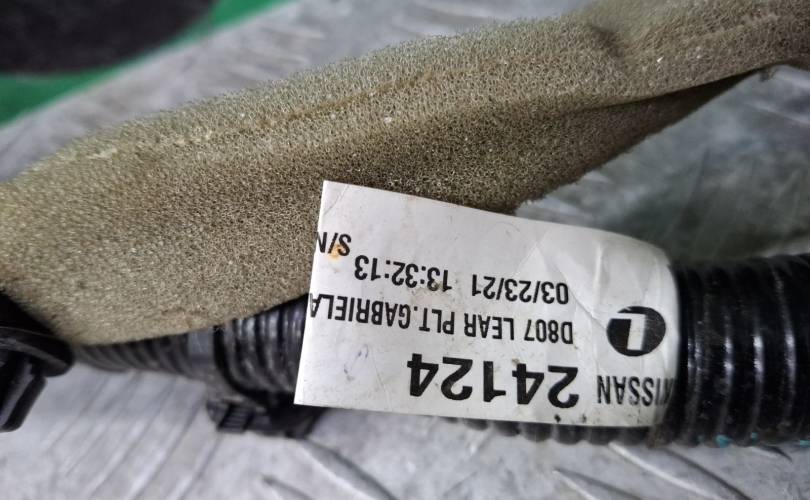 NISSAN 24124
L D807 LEAR PLT.GABRIELA
03/23/21 13:32:13
S/N